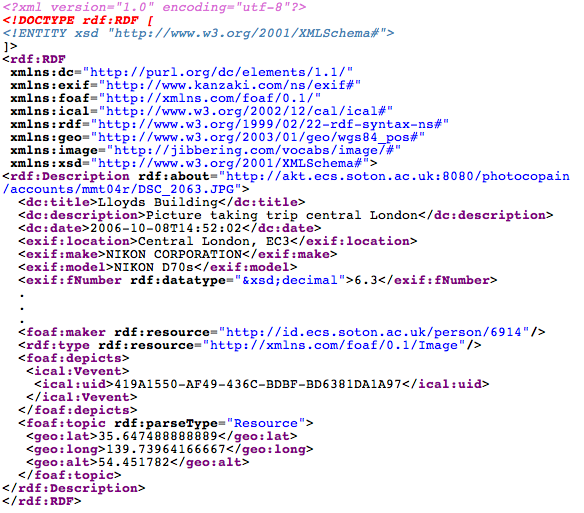 <?xml version="1.0" encoding="utf-8"?>
<!DOCTYPE rdf:RDF [
<!ENTITY xsd "http://www.w3.org/2001/XMLSchema#">
]>
<rdf:RDF
xmlns:dc="http://purl.org/dc/elements/1.1/"
xmlns:exif="http://www.kanzaki.com/ns/exif#"
xmlns:foaf="http://xmlns.com/foaf/0.1/"
xmlns:ical="http://www.w3.org/2002/12/cal/ical#"
xmlns:rdf="http://www.w3.org/1999/02/22-rdf-syntax-ns#"
xmlns:geo="http://www.w3.org/2003/01/geo/wgs84_pos#"
xmlns:image="http://jibbering.com/vocabs/image/#"
xmlns:xsd="http://www.w3.org/2001/XMLSchema#">
<rdf:Description rdf:about="http://akt.ecs.soton.ac.uk:8080/photocopain
/accounts/mmt04r/DSC_2063.JPG">
<dc:title>Lloyds Building</dc:title>
<dc:description>Picture taking trip central London</dc:description>
<dc:date>2006-10-08T14:52:02</dc:date>
<exif:location>Central London, EC3</exif:location>
<exif:make>NIKON CORPORATION</exif:make>
<exif:model>NIKON D70s</exif:model>
<exif:fNumber rdf:datatype="&xsd;decimal">6.3</exif:fNumber>
.
.
.
<foaf:maker rdf:resource="http://id.ecs.soton.ac.uk/person/6914"/>
<rdf:type rdf:resource="http://xmlns.com/foaf/0.1/Image"/>
<foaf:depicts>
<ical:Vevent>
<ical:uid>419A1550-AF49-436C-BDBF-BD6381DA1A97</ical:uid>
</ical:Vevent>
</foaf:depicts>
<foaf:topic rdf:parseType="Resource">
<geo:lat>35.647488888889</geo:lat>
<geo:long>139.73964166667</geo:long>
<geo:alt>54.451782</geo:alt>
</foaf:topic>
</rdf:Description>
</rdf:RDF>